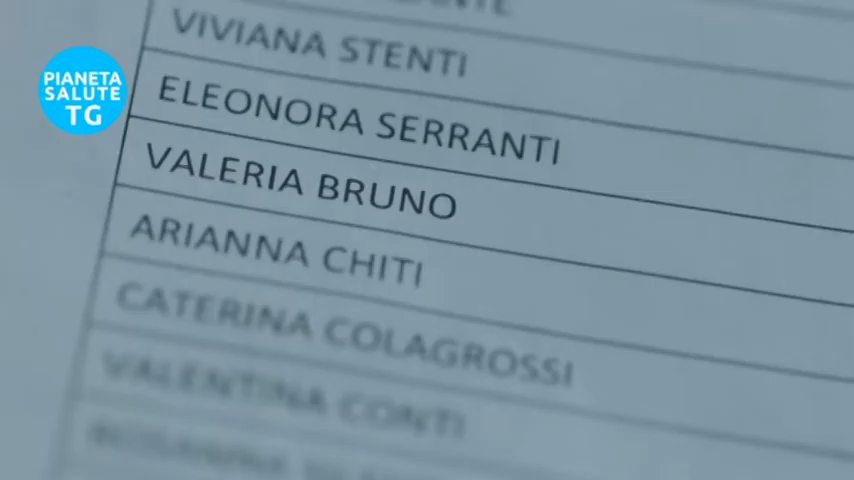 PIANETA
SALUTE
TG
VIVIANA STENTI
ELEONORA SERRANTI
VALERIA BRUNO
ARIANNA CHITI
CATERINA COLAGROSSI
VALENTINA CONTI